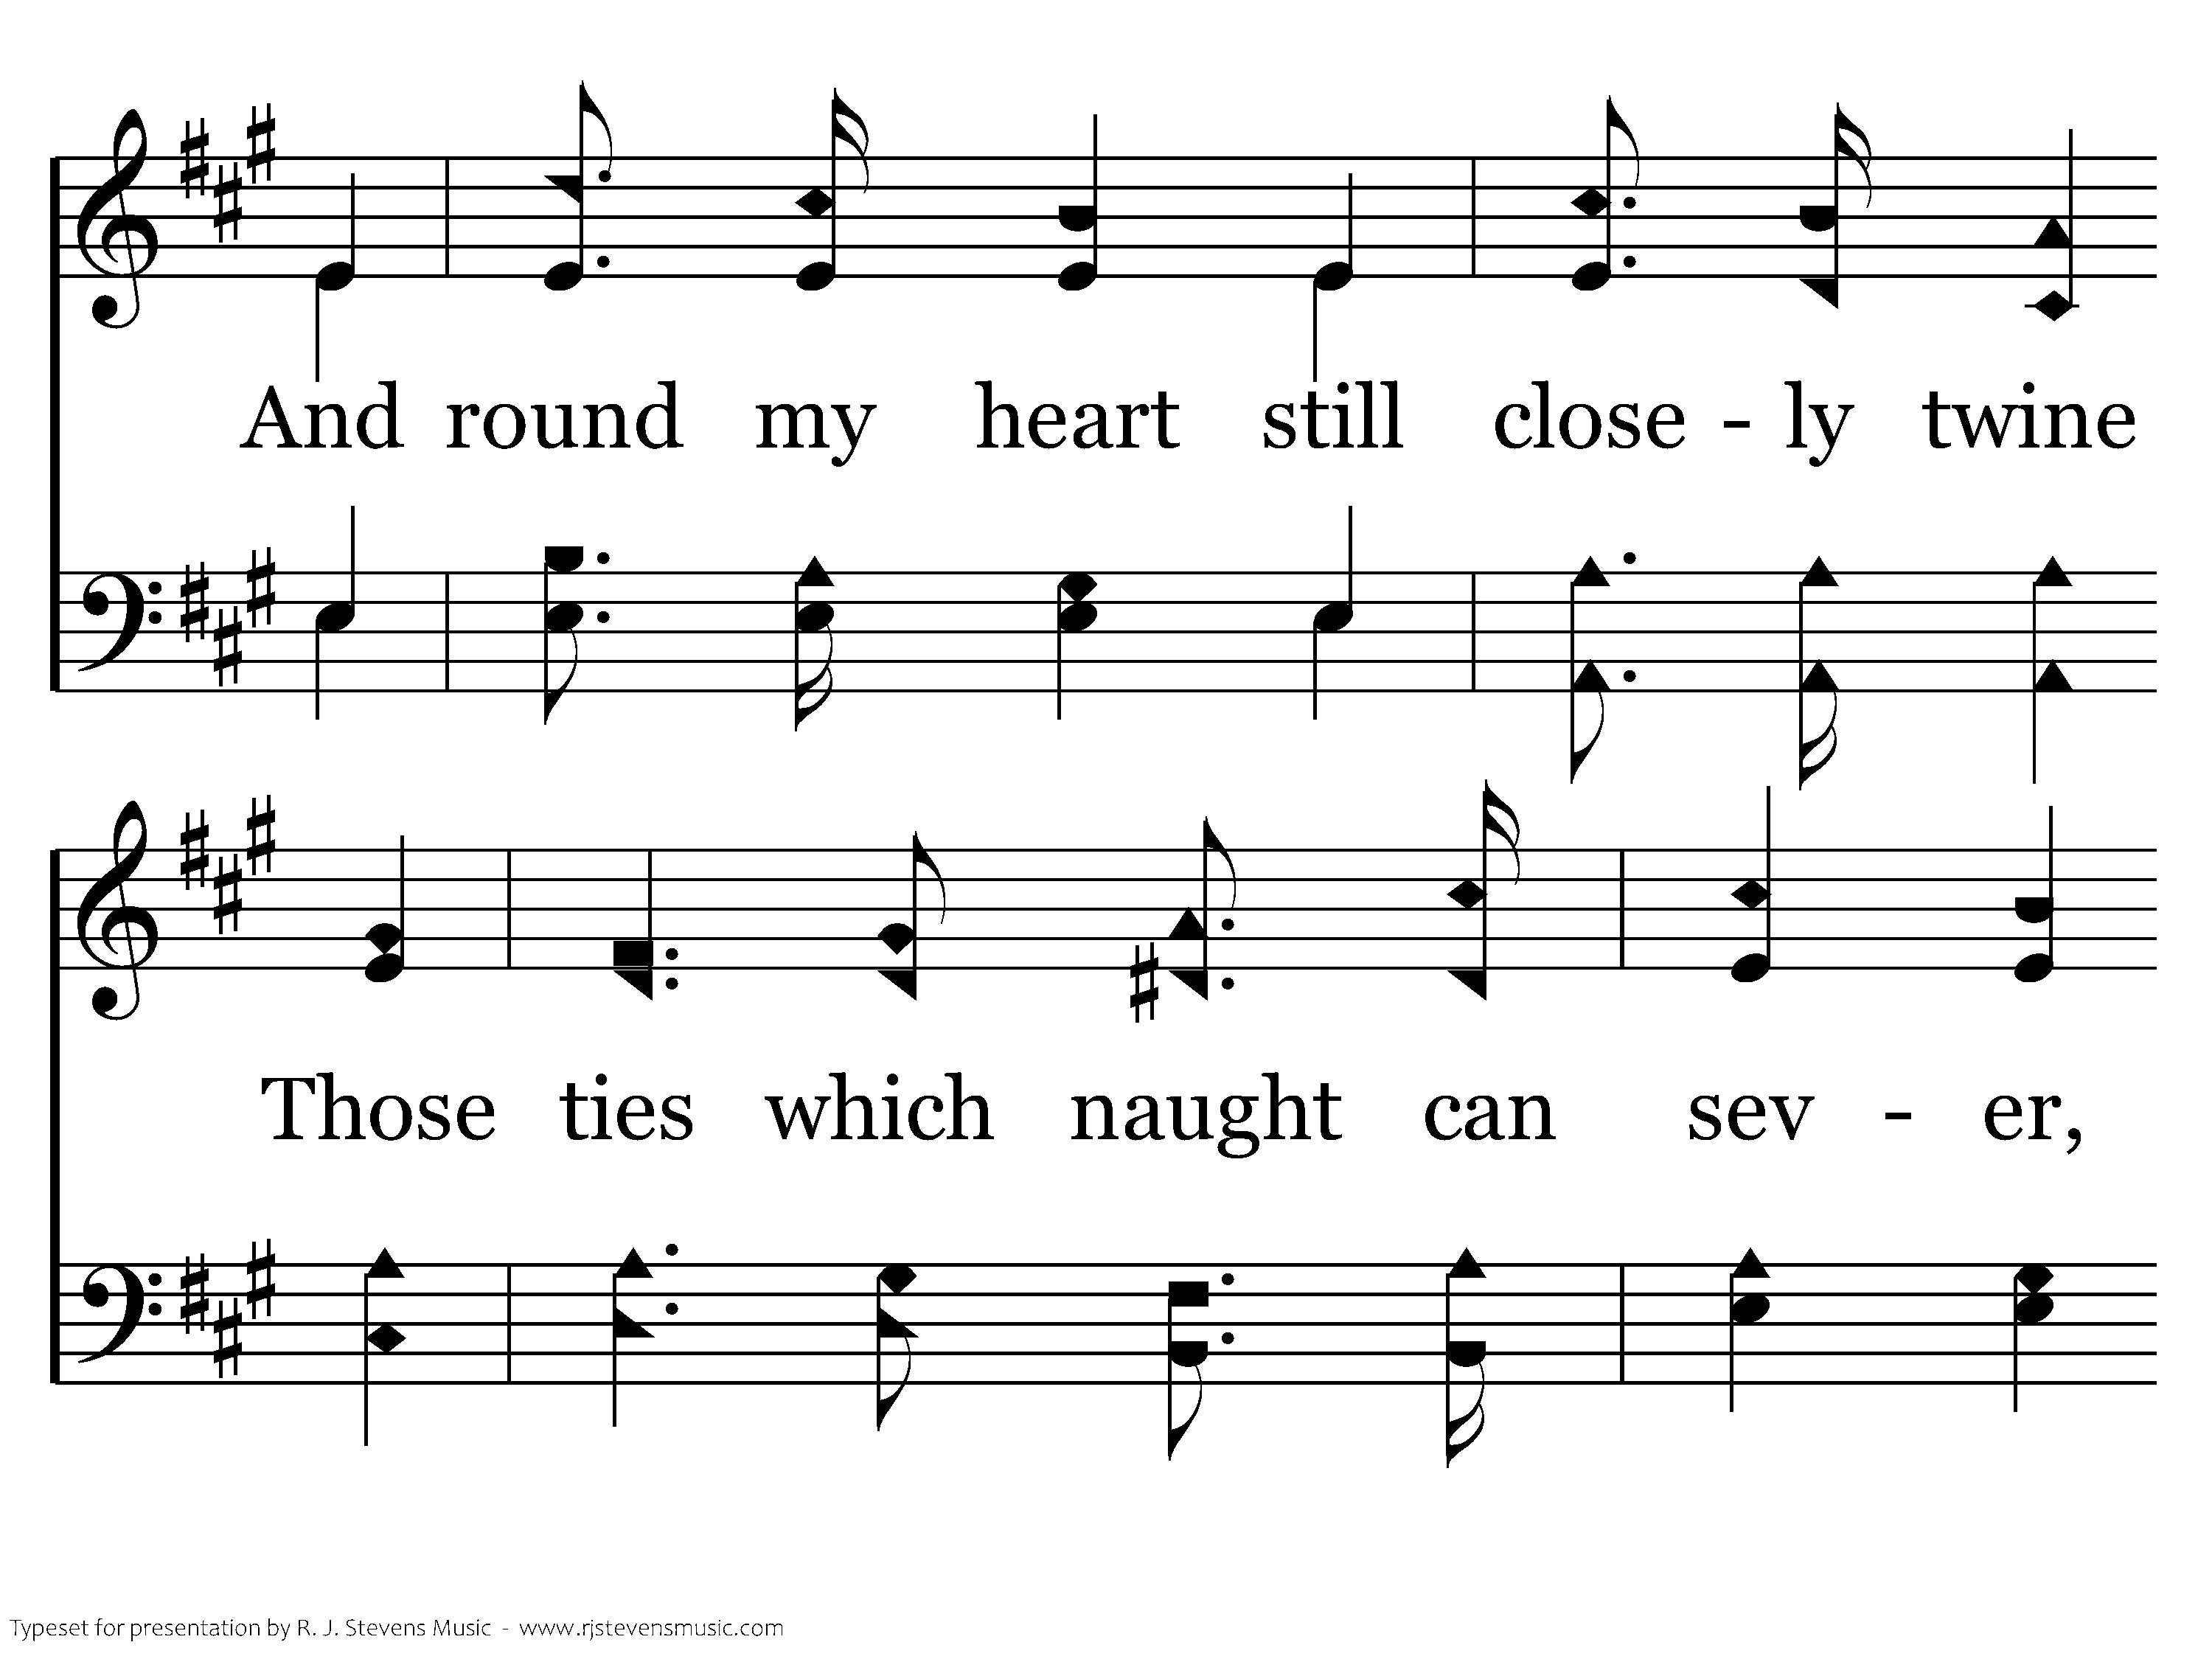 And round my heart still close - ly twine
Those ties which naught can sev - er,
Typeset for presentation by R. J. Stevens Music - www.rjstevensmusic.com